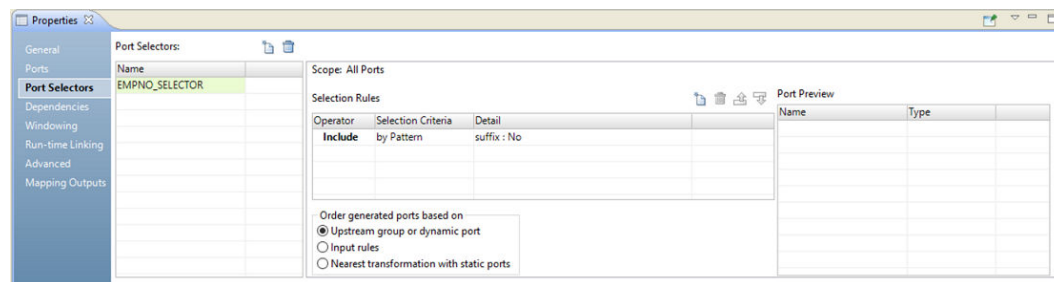 Properties
General
Ports
Port Selectors
Dependencies
Windowing
Run-time Linking
Advanced
Mapping Outputs
Port Selectors:
Name
EMPNO_SELECTOR
Scope: All Ports
Selection Rules
Operator Selection Criteria Detail
Include by Pattern suffix : No
Order generated ports based on
Upstream group or dynamic port
Input rules
Nearest transformation with static ports
Port Preview
Name Type